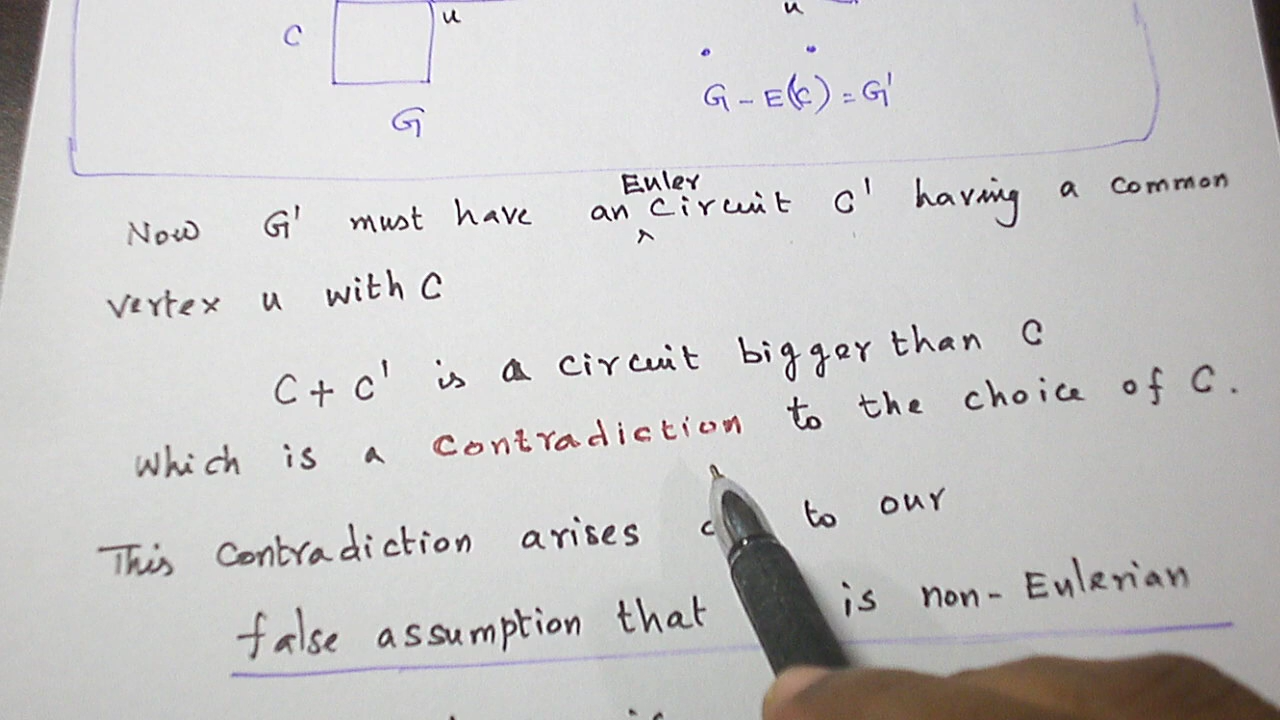 u
C
u
G
G - E(C) = G'
Euler
Now G' must have an ^ circuit C' having a common
vertex u with C
C + C' is a circuit bigger than C
Which is a contradiction to the choice of C.
This contradiction arises to our
false assumption that is non-Eulerian